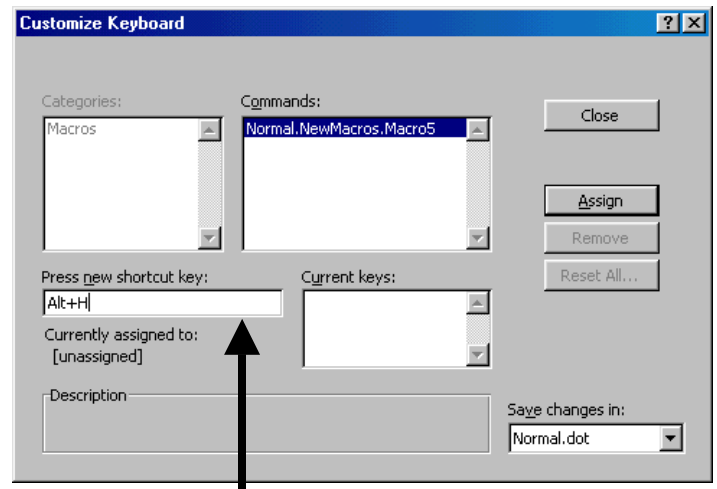 Customize Keyboard
Categories:
Commands:
Macros
Normal.NewMacros.Macro5
Close
Assign
Remove
Reset All...
Press new shortcut key:
Current keys:
Alt+H
Currently assigned to:
[unassigned]
Description
Save changes in:
Normal.dot